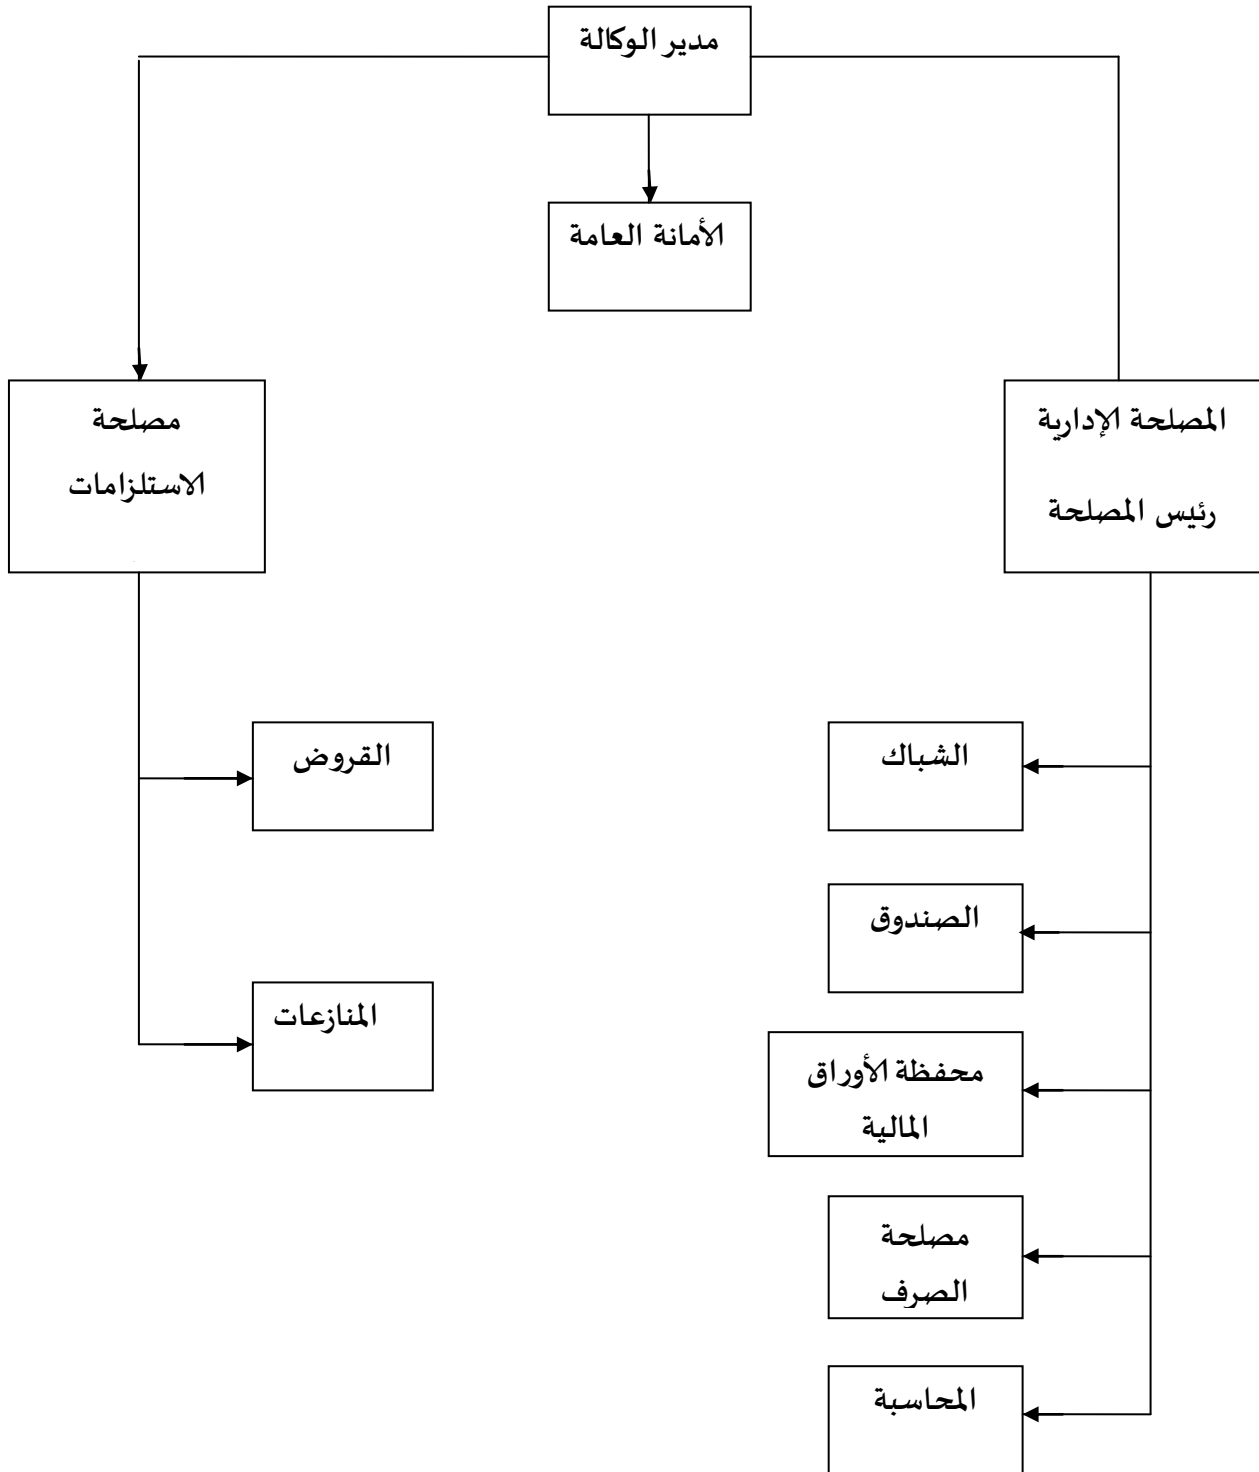 مدير الوكالة
الأمانة العامة
المصلحة الإدارية
رئيس المصلحة
مصلحة
الاستلزامات
الشباك
القروض
الصندوق
المنازعات
محفظة الأوراق
المالية
مصلحة
الصرف
المحاسبة